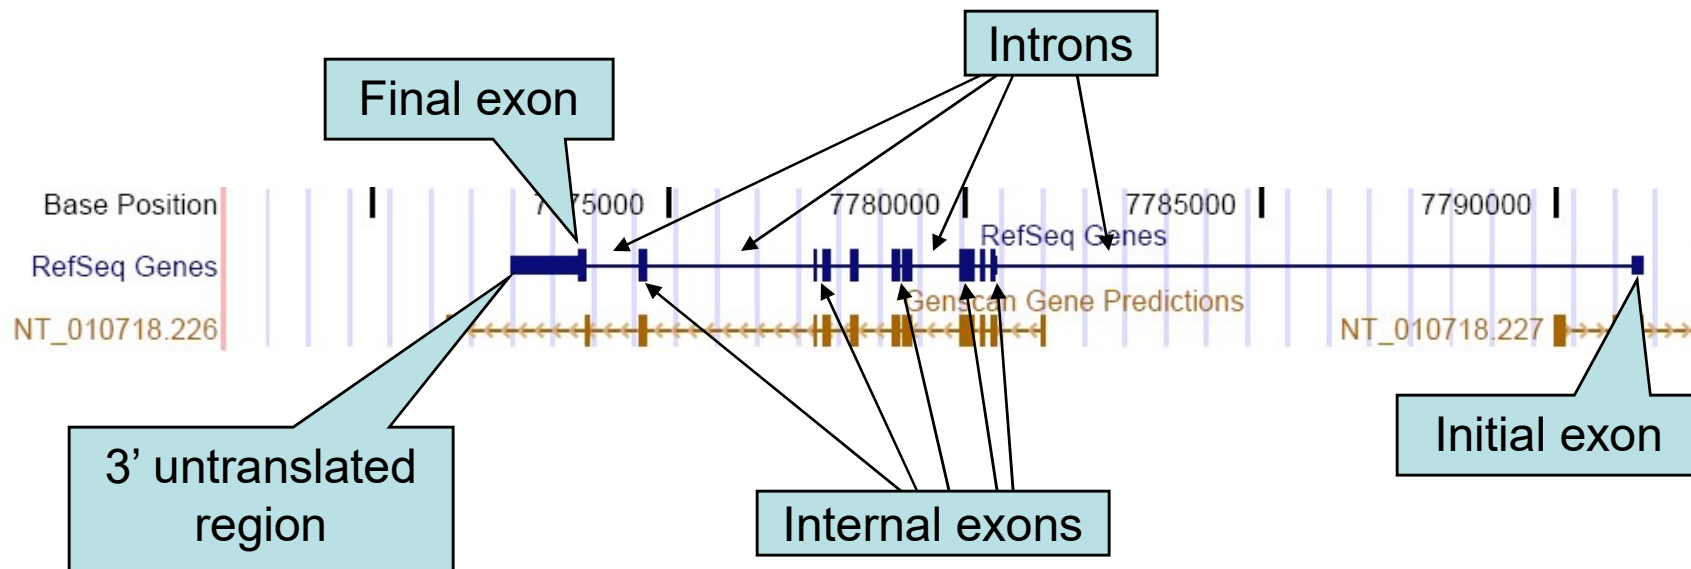 Introns
Final exon
Base Position 7775000 7780000 7785000 7790000
RefSeq Genes
RefSeq Genes
Genscan Gene Predictions
NT_010718.226 NT_010718.227
Initial exon
3’ untranslated
region
Internal exons